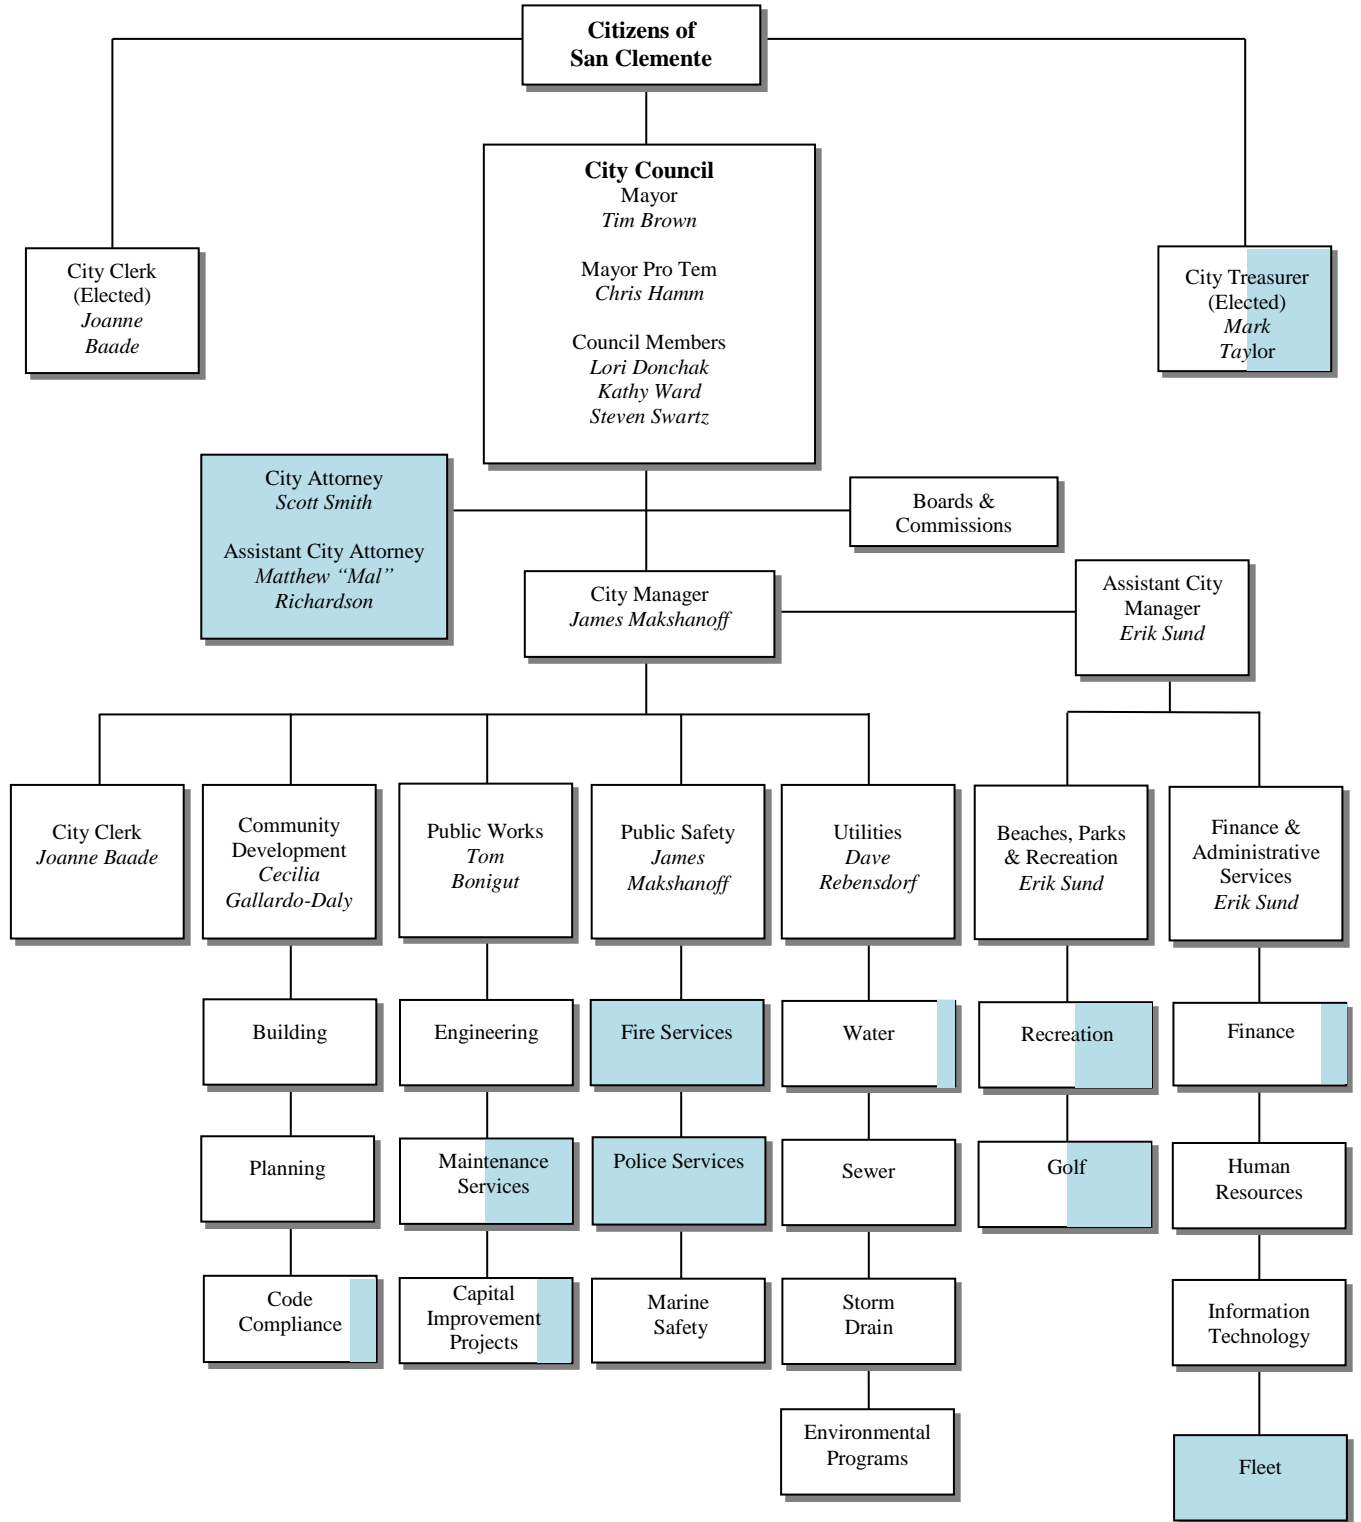 Citizens of
San Clemente
City Council
Mayor
Tim Brown
Mayor Pro Tem
Chris Hamm
Council Members
Lori Donchak
Kathy Ward
Steven Swartz
City Clerk
(Elected)
Joanne
Baade
City Treasurer
(Elected)
Mark
Taylor
City Attorney
Scott Smith
Assistant City Attorney
Matthew “Mal”
Richardson
Boards &
Commissions
City Manager
James Makshanoff
Assistant City
Manager
Erik Sund
City Clerk
Joanne Baade
Community
Development
Cecilia
Gallardo-Daly
Public Works
Tom
Bonigut
Public Safety
James
Makshanoff
Utilities
Dave
Rebensdorf
Beaches, Parks
& Recreation
Erik Sund
Finance &
Administrative
Services
Erik Sund
Building
Engineering
Fire Services
Water
Recreation
Finance
Planning
Maintenance
Services
Police Services
Sewer
Golf
Human
Resources
Code
Compliance
Capital
Improvement
Projects
Marine
Safety
Storm
Drain
Information
Technology
Environmental
Programs
Fleet